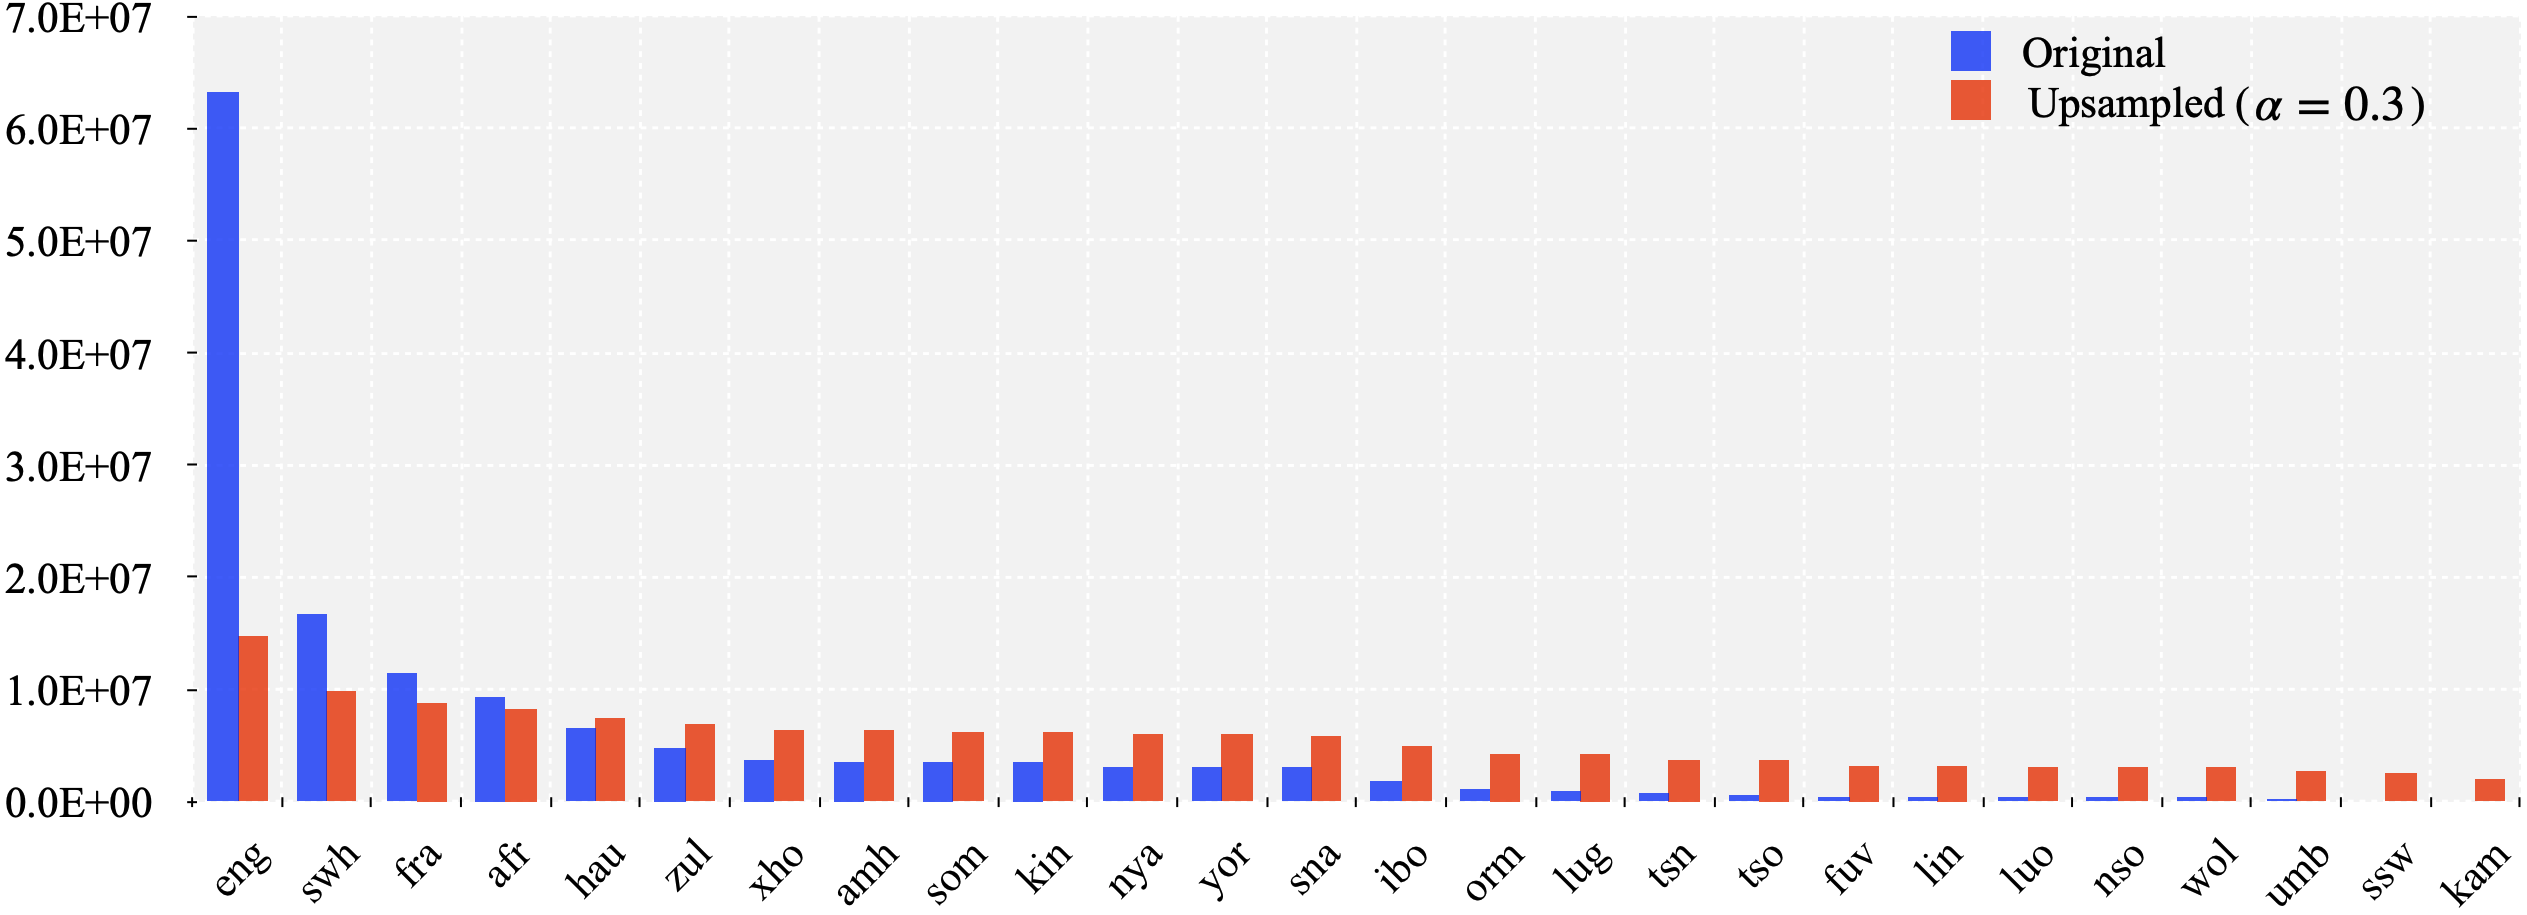 7.0E+07
6.0E+07
5.0E+07
4.0E+07
3.0E+07
2.0E+07
1.0E+07
0.0E+00
Original
Upsampled (α = 0.3)
eng swh fra afr hau zul xho amh som kin nya yor sna ibo orm lug tsn tso fuv lin luo nso wol umb ssw kam